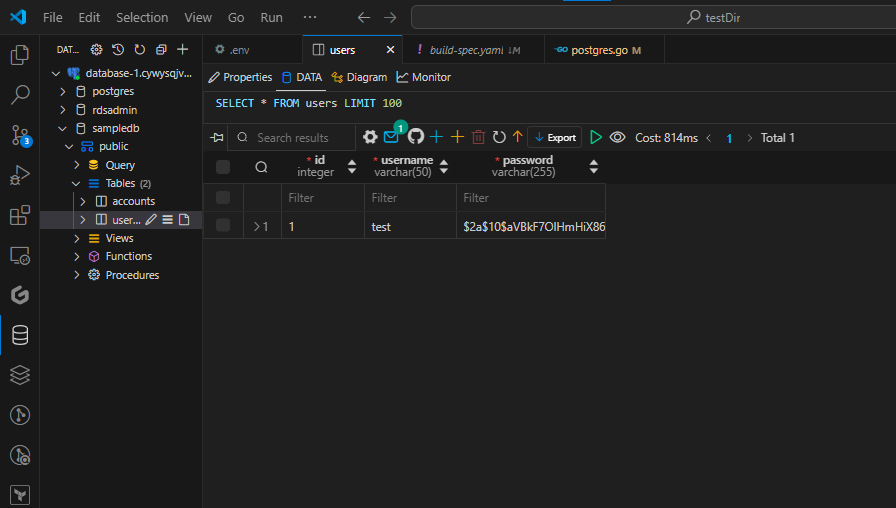 File Edit Selection View Go Run ··· testDir
DAT...
database-1.cywysqjv...
postgres
rdsadmin
sampledb
public
Query
Tables (2)
accounts
user...
Views
Functions
Procedures
3
.env users build-spec.yaml ↓M postgres.go M
Properties DATA Diagram Monitor
SELECT * FROM users LIMIT 100
Search results 1 Export Cost: 814ms 1 Total 1
* id * username * password
integer varchar(50) varchar(255)
Filter Filter Filter
1 1 test $2a$10$aVBkF7OIHmHiX86